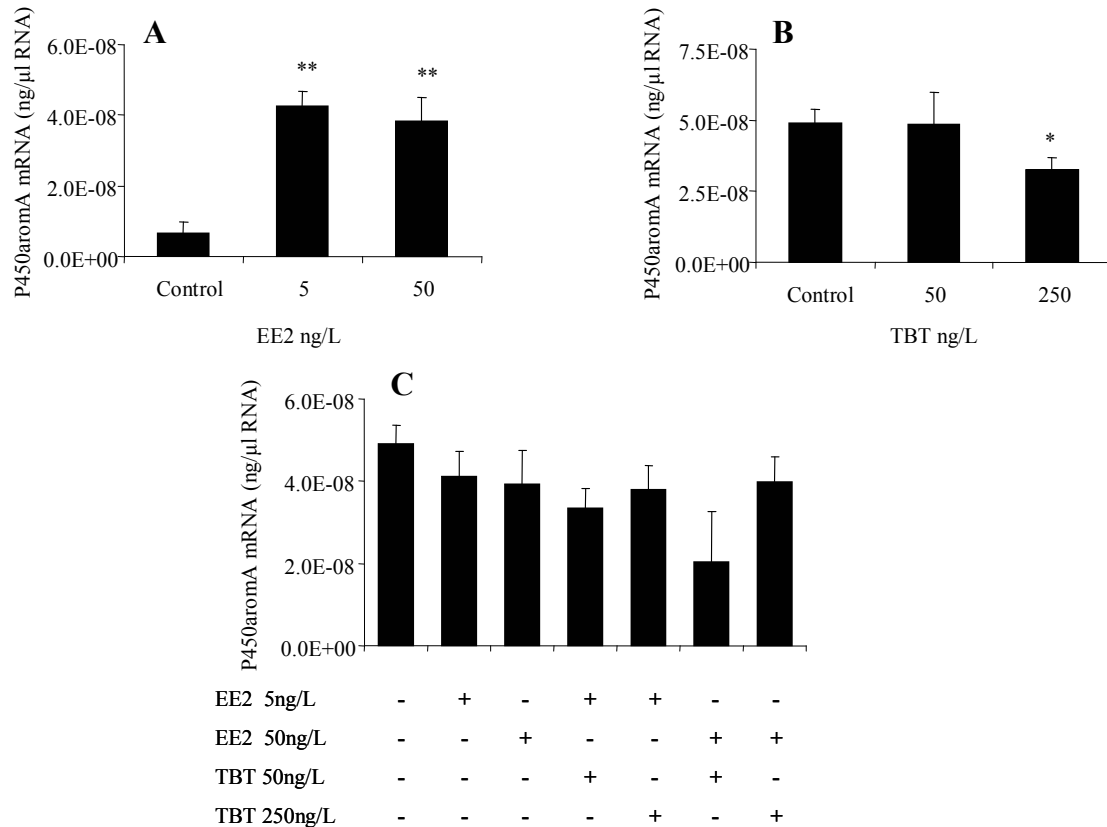 A
P450aromA mRNA (ng/µl RNA)
6.0E-08
4.0E-08
2.0E-08
0.0E+00
** **
Control 5 50
EE2 ng/L
B
P450aromA mRNA (ng/µl RNA)
7.5E-08
5.0E-08
2.5E-08
0.0E+00
*
Control 50 250
TBT ng/L
C
P450aromA mRNA (ng/µl RNA)
6.0E-08
4.0E-08
2.0E-08
0.0E+00
EE2 5ng/L - + - + + - -
EE2 50ng/L - - + - - + +
TBT 50ng/L - - - + - + -
TBT 250ng/L - - - - + - +